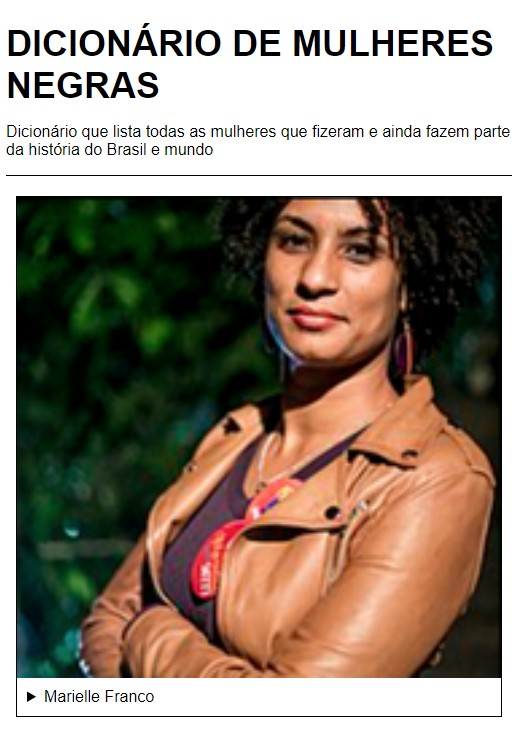 DICIONÁRIO DE MULHERES
NEGRAS
Dicionário que lista todas as mulheres que fizeram e ainda fazem parte
da história do Brasil e mundo
▶ Marielle Franco